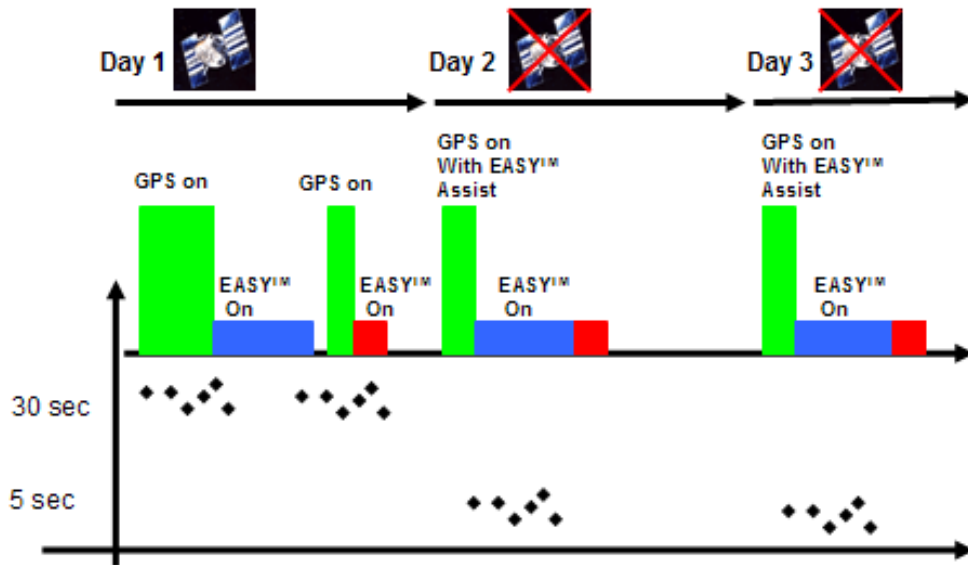 Day 1
Day 2
Day 3
GPS on
GPS on
GPS on
With EASY™
Assist
GPS on
With EASY™
Assist
EASY™
On
EASY™
On
EASY™
On
EASY™
On
30 sec
5 sec